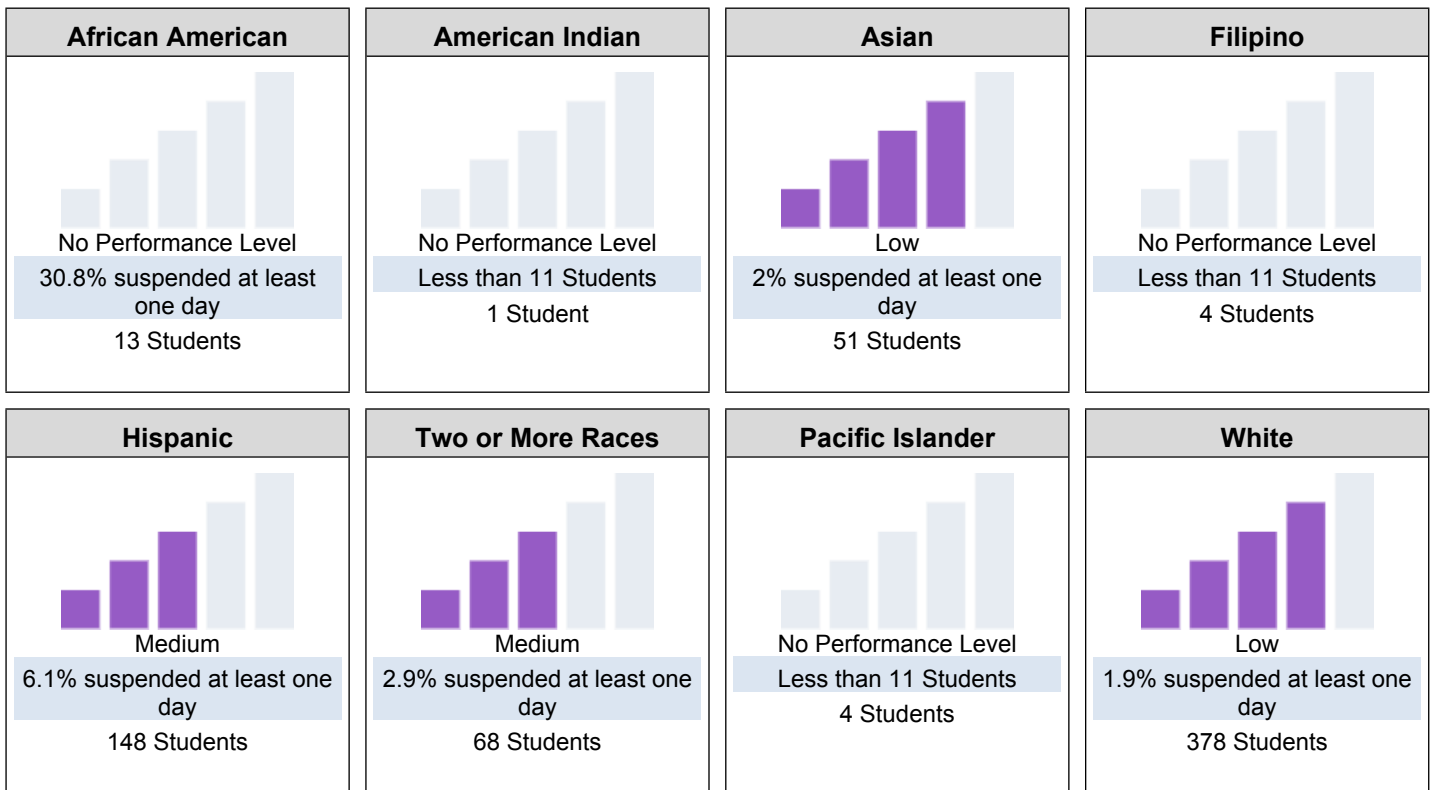 African American
No Performance Level
30.8% suspended at least
one day
13 Students
American Indian
No Performance Level
Less than 11 Students
1 Student
Asian
Low
2% suspended at least one
day
51 Students
Filipino
No Performance Level
Less than 11 Students
4 Students
Hispanic
Medium
6.1% suspended at least one
day
148 Students
Two or More Races
Medium
2.9% suspended at least one
day
68 Students
Pacific Islander
No Performance Level
Less than 11 Students
4 Students
White
Low
1.9% suspended at least one
day
378 Students